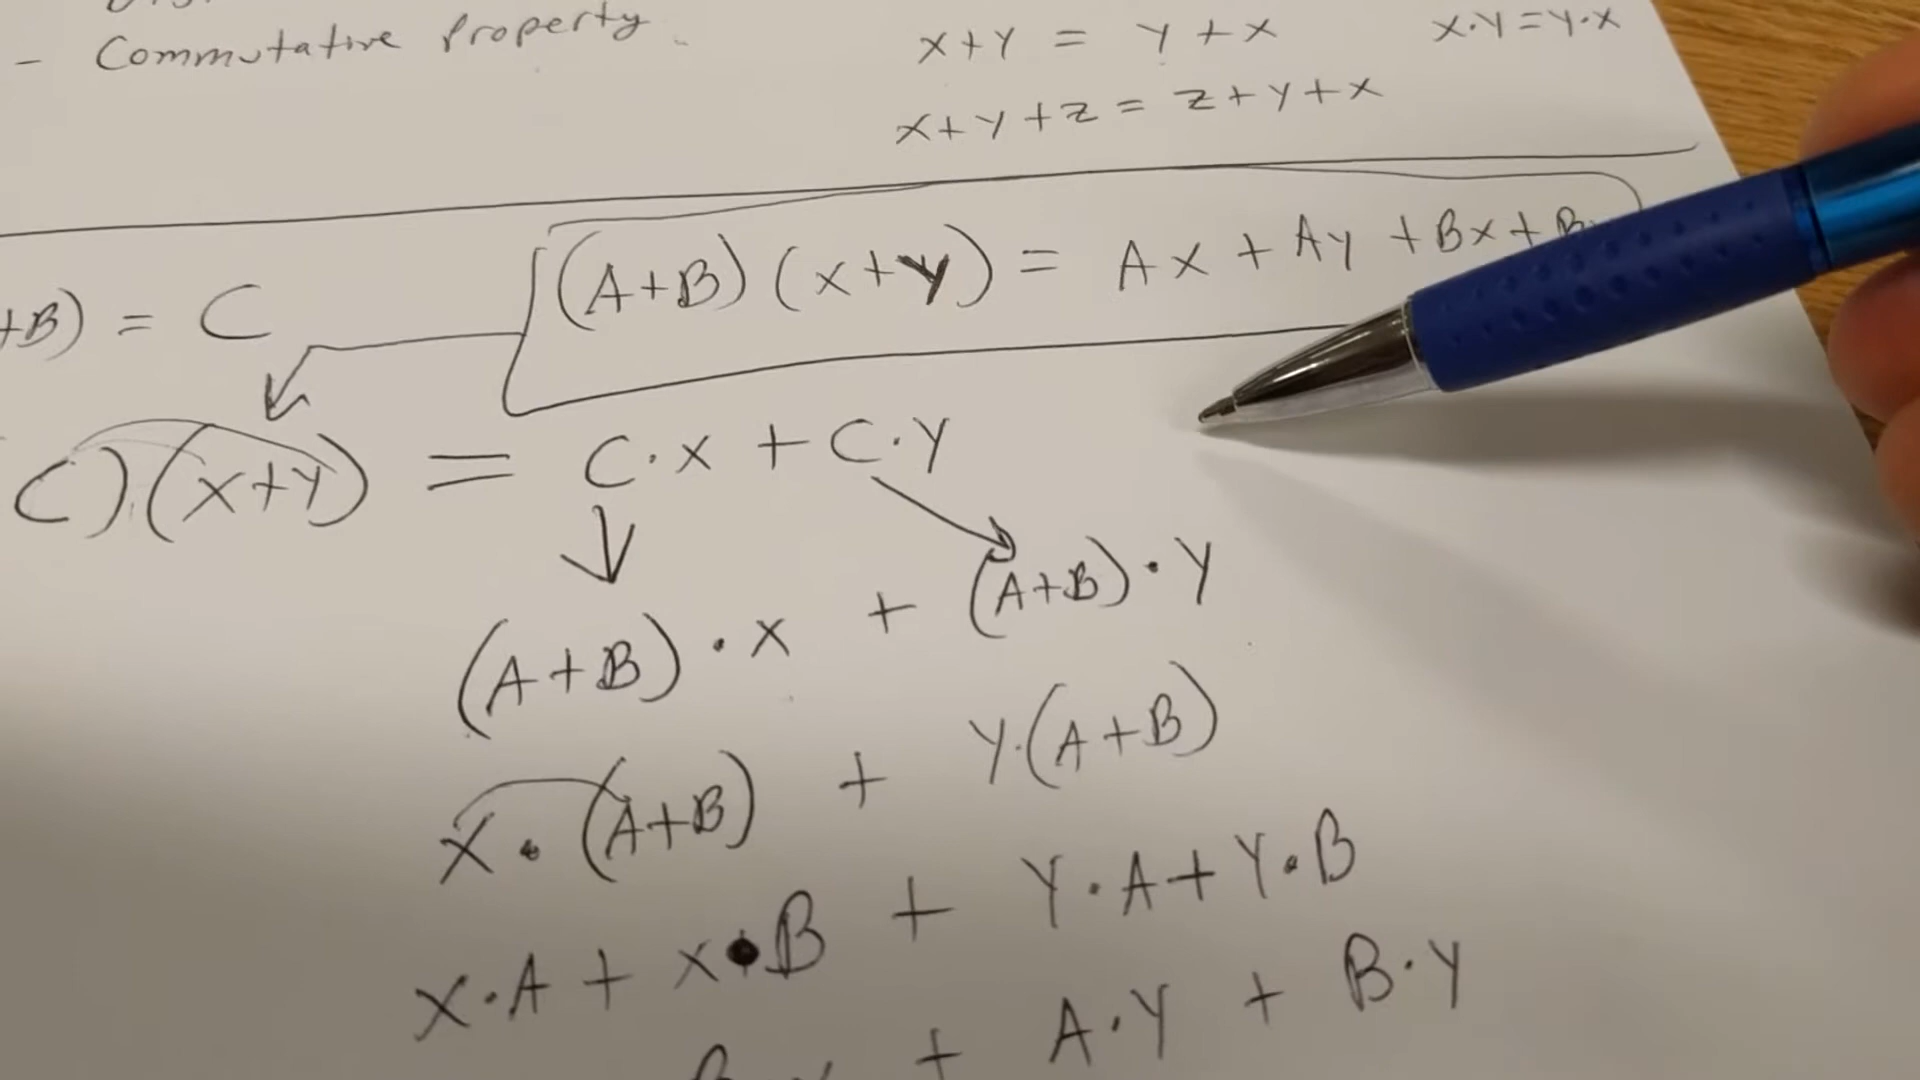 - Commutative Property
x+y = y+x   x·y=y·x
x+y+z = z+y+x
(A+B)(x+y) = Ax + Ay +Bx+
+B) = C
C)·(x+y) = C·x + C·y
(A+B)·x + (A+B)·y
x·(A+B) + y·(A+B)
x·A + x·B + y·A+y·B
+ A·y + B·y